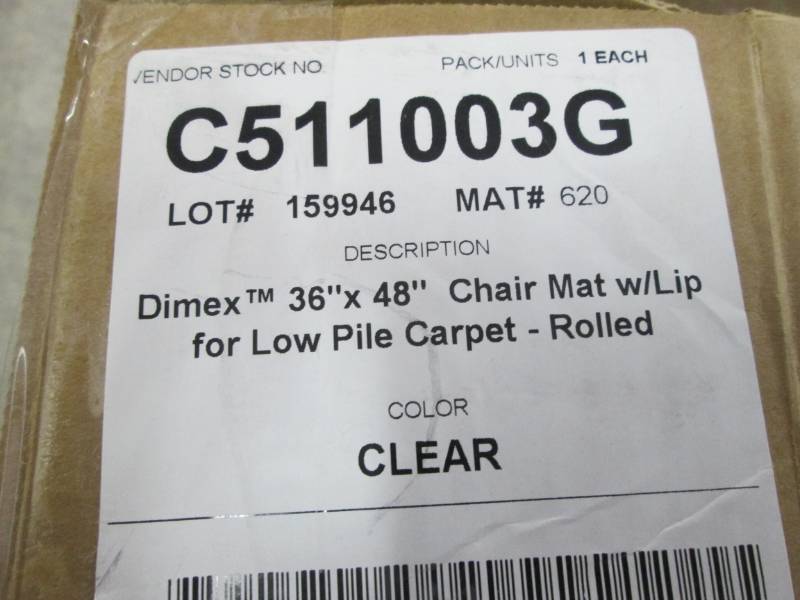 VENDOR STOCK NO.
PACK/UNITS 1 EACH
C511003G
LOT# 159946 MAT# 620
DESCRIPTION
Dimex™ 36"x 48" Chair Mat w/Lip
for Low Pile Carpet - Rolled
COLOR
CLEAR